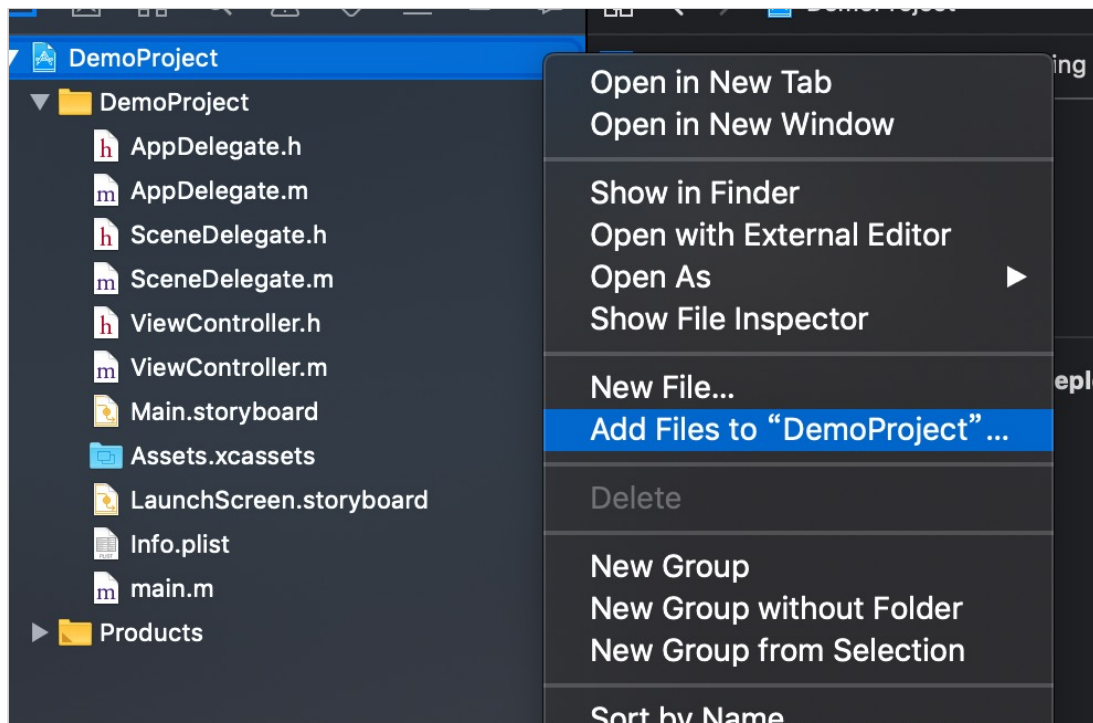 DemoProject
DemoProject
AppDelegate.h
AppDelegate.m
SceneDelegate.h
SceneDelegate.m
ViewController.h
ViewController.m
Main.storyboard
Assets.xcassets
LaunchScreen.storyboard
Info.plist
main.m
Products
DemoProject
ing
Open in New Tab
Open in New Window
Show in Finder
Open with External Editor
Open As
Show File Inspector
New File...
Add Files to “DemoProject”...
Delete
New Group
New Group without Folder
New Group from Selection
Sort by Name
eplo